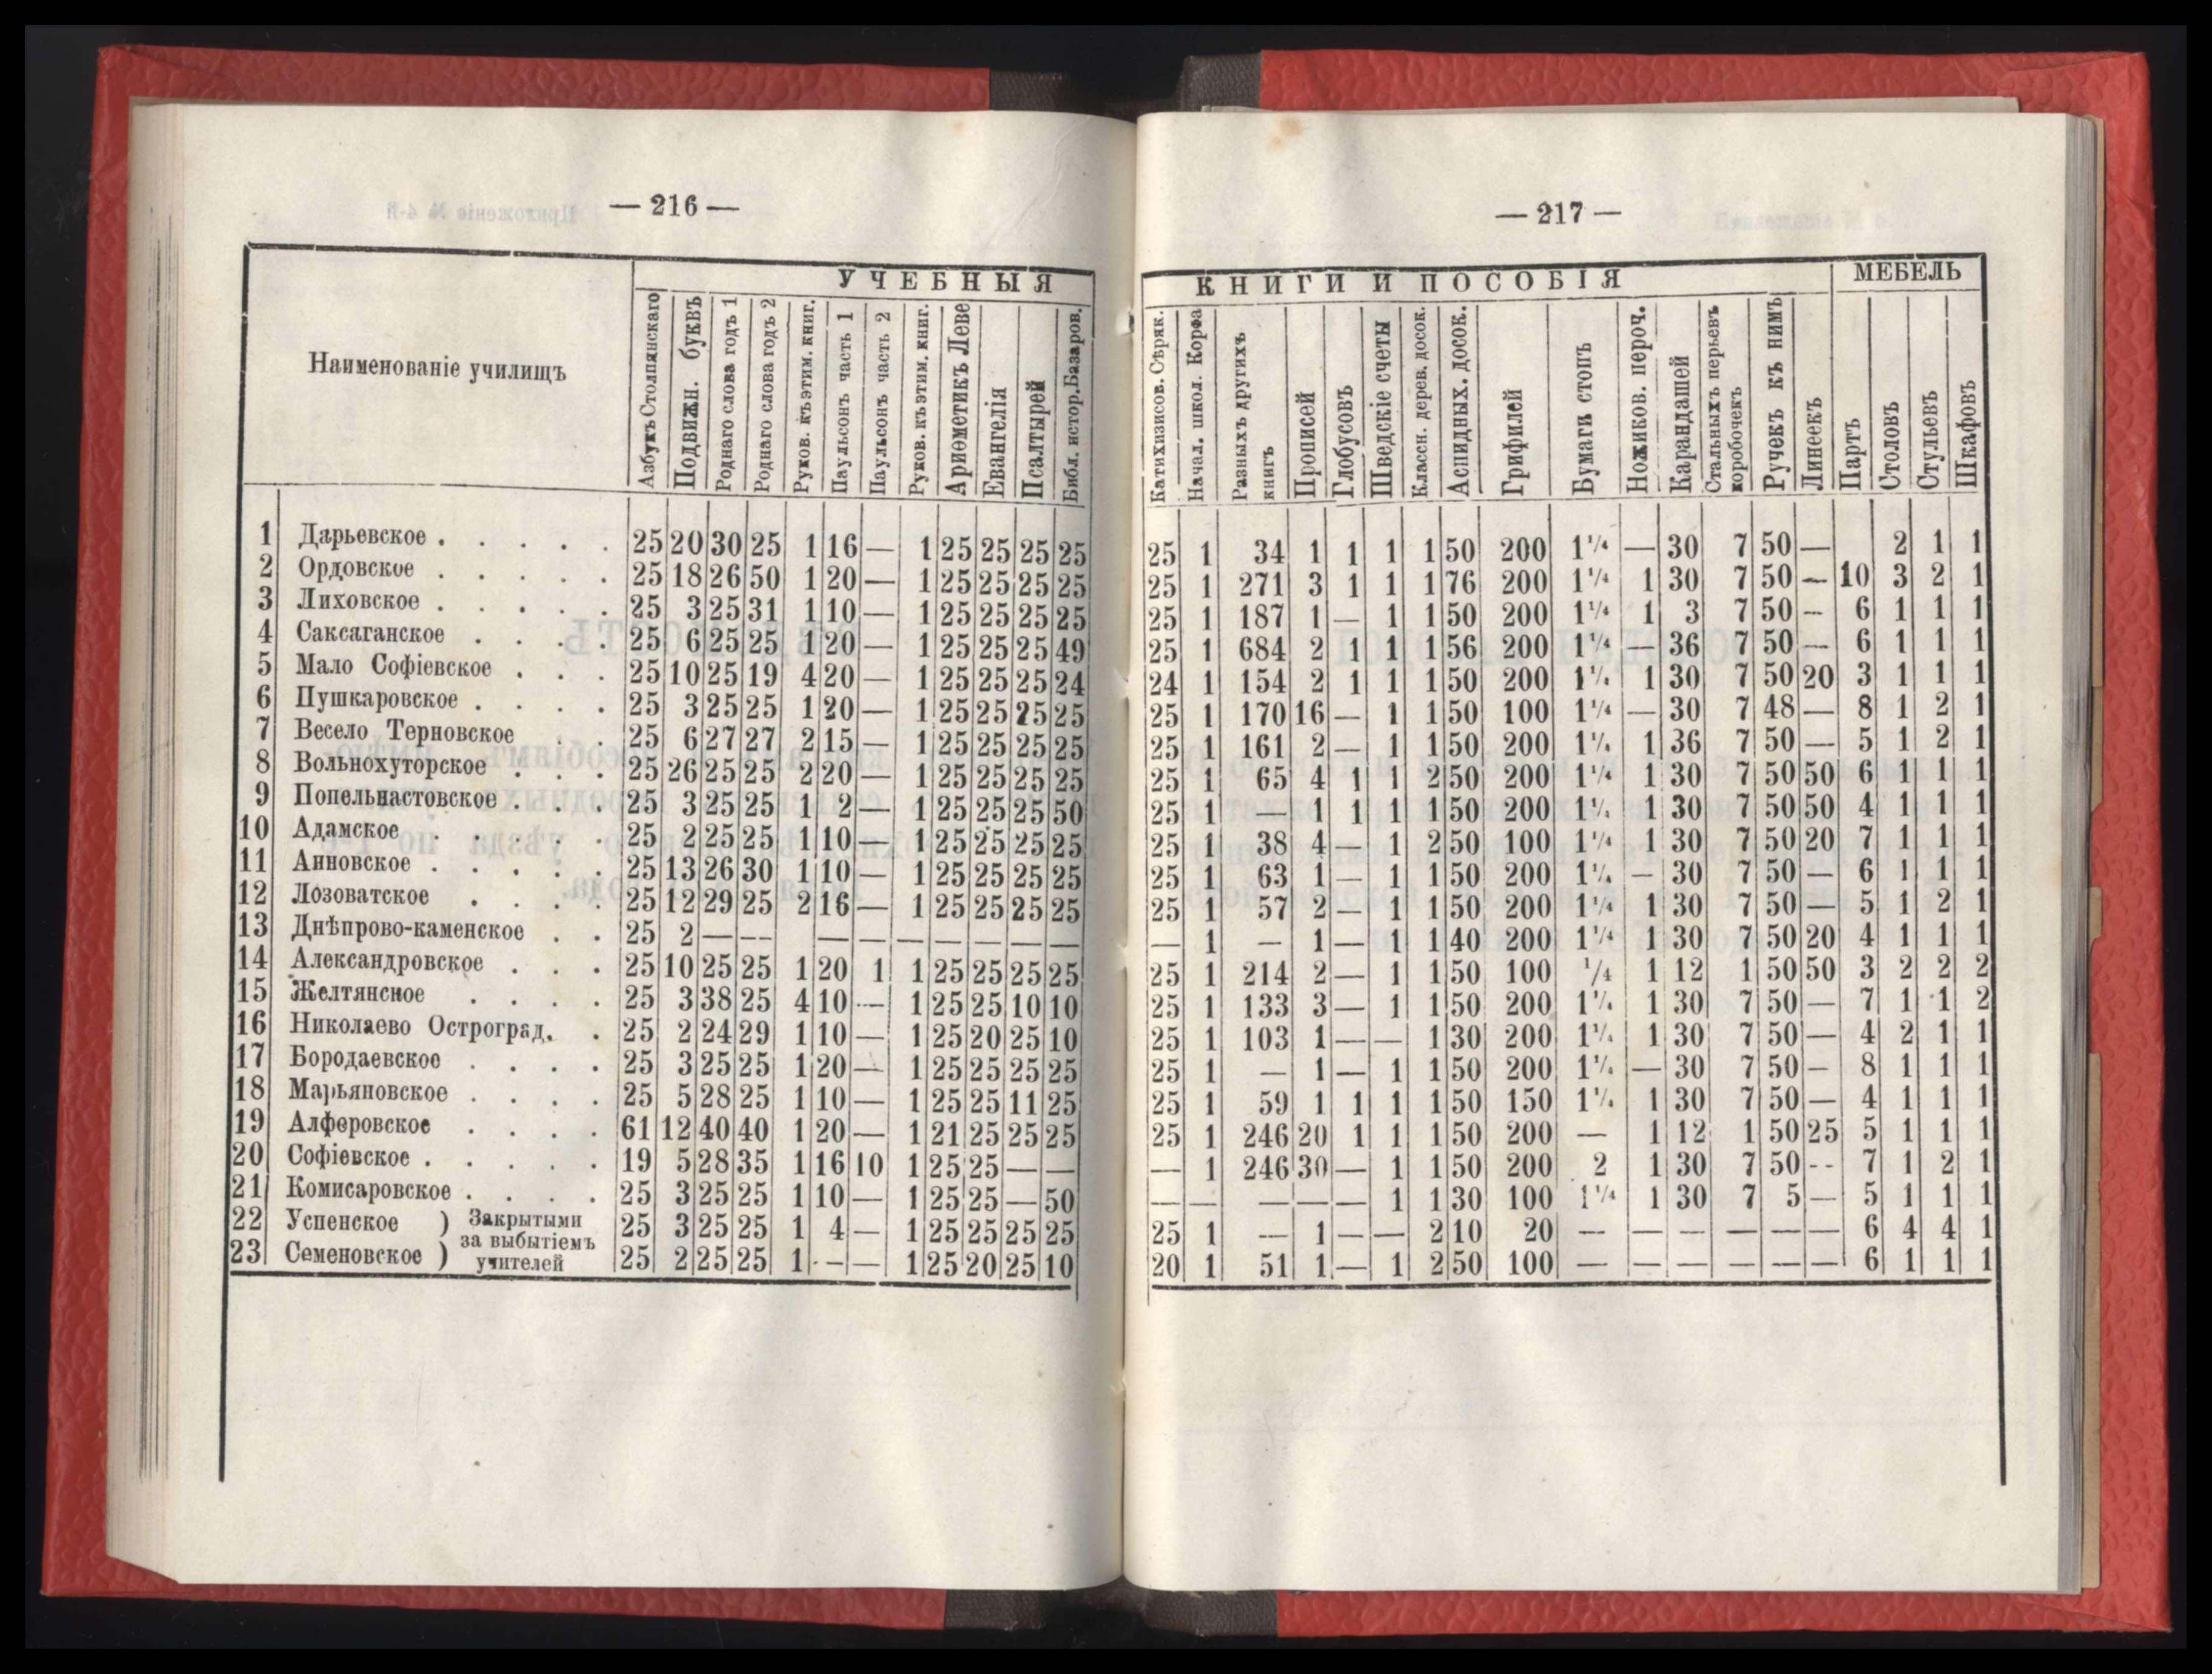 — 216 —
УЧЕБНЫЯ
Наименованіе училищъ
Азбукъ Столпянскаго
Подвижн. буквъ
Роднаго слова годъ 1
Роднаго слова годъ 2
Руков. къ этим. книг.
Паульсонъ часть 1
Паульсонъ часть 2
Руков. къ этим. книг.
Ариѳметикъ Леве
Евангелія
Псалтырей
Библ. истор. Базаров.
1 Дарьевское . . . . . 25 20 30 25 1 16 — 1 25 25 25 25
2 Ордовское . . . . . 25 18 26 50 1 20 — 1 25 25 25 25
3 Лиховское . . . . . 25 3 25 31 1 10 — 1 25 25 25 25
4 Саксаганское . . . . 25 6 25 25 1 20 — 1 25 25 25 49
5 Мало Софіевское . . . 25 10 25 19 4 20 — 1 25 25 25 24
6 Пушкаровское . . . . 25 3 25 25 1 20 — 1 25 25 25 25
7 Весело Терновское . . 25 6 27 27 2 15 — 1 25 25 25 25
8 Вольнохуторское . . . 25 26 25 25 2 20 — 1 25 25 25 25
9 Попельнастовское . . . 25 3 25 25 1 2 — 1 25 25 25 50
10 Адамское . . . . . 25 2 25 25 1 10 — 1 25 25 25 25
11 Анновское . . . . . 25 13 26 30 1 10 — 1 25 25 25 25
12 Лозоватское . . . . 25 12 29 25 2 16 — 1 25 25 25 25
13 Днѣпрово-каменское . . 25 2 — — — — — — — — —
14 Александровское . . . 25 10 25 25 1 20 1 1 25 25 25 25
15 Желтянсное . . . . 25 3 38 25 4 10 — 1 25 25 10 10
16 Николаево Остроград. . 25 2 24 29 1 10 — 1 25 20 25 10
17 Бородаевское . . . . 25 3 25 25 1 20 — 1 25 25 25 25
18 Марьяновское . . . . 25 5 28 25 1 10 — 1 25 25 11 25
19 Алферовское . . . . 61 12 40 40 1 20 — 1 21 25 25 25
20 Софіевское . . . . . 19 5 28 35 1 16 10 1 25 25 — —
21 Комисаровское . . . . 25 3 25 25 1 10 — 1 25 25 — 50
22 Успенское ) Закрытыми 25 3 25 25 1 4 — 1 25 25 25 25
за выбытіемъ
23 Семеновское ) учителей 25 2 25 25 1 — — 1 25 20 25 10
— 217 —
КНИГИ И ПОСОБІЯ МЕБЕЛЬ
Катихизисов. Сѣряк.
Начал. школ. Корфа
Разныхъ другихъ
книгъ
Прописей
Глобусовъ
Шведскіе счеты
Классн. дерев. досок.
Аспидных. досок.
Грифилей
Бумаги стопъ
Ножиков. пероч.
Карандашей
Стальныхъ перьевъ
коробочекъ
Ручекъ къ нимъ
Линеекъ
Партъ
Столовъ
Стульевъ
Шкафовъ
25 1 34 1 1 1 1 50 200 1¼ — 30 7 50 — 2 1 1
25 1 271 3 1 1 1 76 200 1¼ 1 30 7 50 — 10 3 2 1
25 1 187 1 — 1 1 50 200 1¼ 1 3 7 50 — 6 1 1 1
25 1 684 2 1 1 1 56 200 1¼ — 36 7 50 — 6 1 1 1
24 1 154 2 1 1 1 50 200 1¼ 1 30 7 50 20 3 1 1 1
25 1 170 16 — 1 1 50 100 1¼ — 30 7 48 — 8 1 2 1
25 1 161 2 — 1 1 50 200 1¼ 1 36 7 50 — 5 1 2 1
25 1 65 4 1 1 2 50 200 1¼ 1 30 7 50 50 6 1 1 1
25 1 — 1 1 1 1 50 200 1¼ 1 30 7 50 50 4 1 1 1
25 1 38 4 — 1 2 50 100 1¼ 1 30 7 50 20 7 1 1 1
25 1 63 1 — 1 1 50 200 1¼ — 30 7 50 — 6 1 1 1
25 1 57 2 — 1 1 50 200 1¼ 1 30 7 50 — 5 1 2 1
— 1 — 1 — 1 1 40 200 1¼ 1 30 7 50 20 4 1 1 1
25 1 214 2 — 1 1 50 100 ¼ 1 12 1 50 50 3 2 2 2
25 1 133 3 — 1 1 50 200 1¼ 1 30 7 50 — 7 1 1 2
25 1 103 1 — — 1 30 200 1¼ 1 30 7 50 — 4 2 1 1
25 1 — 1 — 1 1 50 200 1¼ — 30 7 50 — 8 1 1 1
25 1 59 1 1 1 1 50 150 1¼ 1 30 7 50 — 4 1 1 1
25 1 246 20 1 1 1 50 200 — 1 12 1 50 25 5 1 1 1
— 1 246 30 — 1 1 50 200 2 1 30 7 50 -- 7 1 2 1
— — — — — 1 1 30 100 1¼ 1 30 7 5 — 5 1 1 1
25 1 — 1 — — 2 10 20 — — — — — — 6 4 4 1
20 1 51 1 — 1 2 50 100 — — — — — — 6 1 1 1